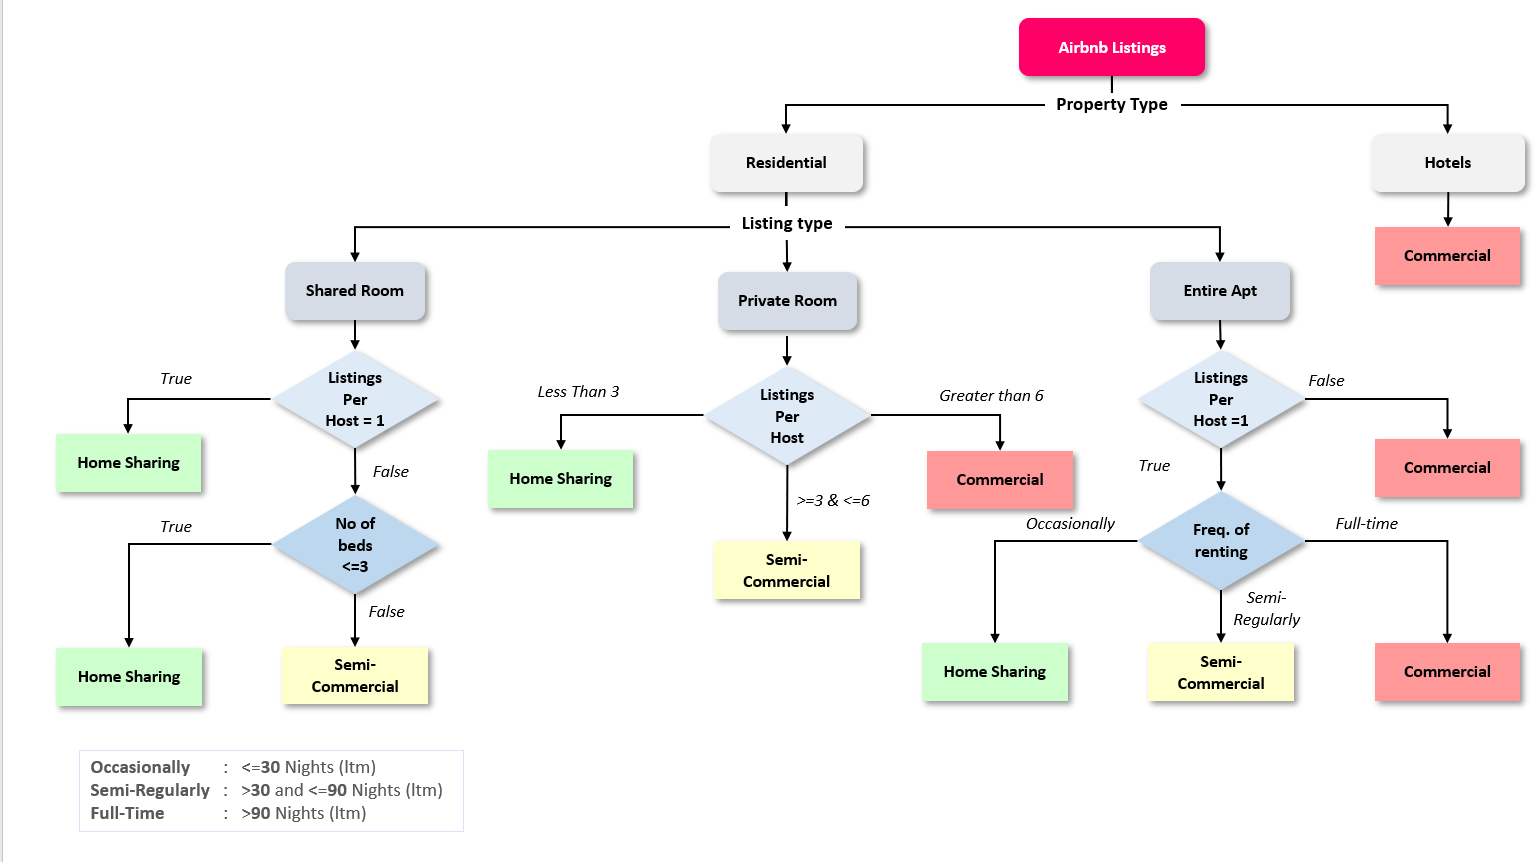 Airbnb Listings
Property Type
Residential
Hotels
Listing type
Commercial
Shared Room
Private Room
Entire Apt
True
Listings
Per
Host = 1
Less Than 3
Listings
Per
Host
Greater than 6
Listings
Per
Host =1
False
Home Sharing
False
Home Sharing
Commercial
True
Commercial
True
No of
beds
<=3
>=3 & <=6
Occasionally
Freq. of
renting
Full-time
Semi-
Commercial
False
Semi-
Regularly
Home Sharing
Semi-
Commercial
Home Sharing
Semi-
Commercial
Commercial
Occasionally : <=30 Nights (ltm)
Semi-Regularly : >30 and <=90 Nights (ltm)
Full-Time : >90 Nights (ltm)